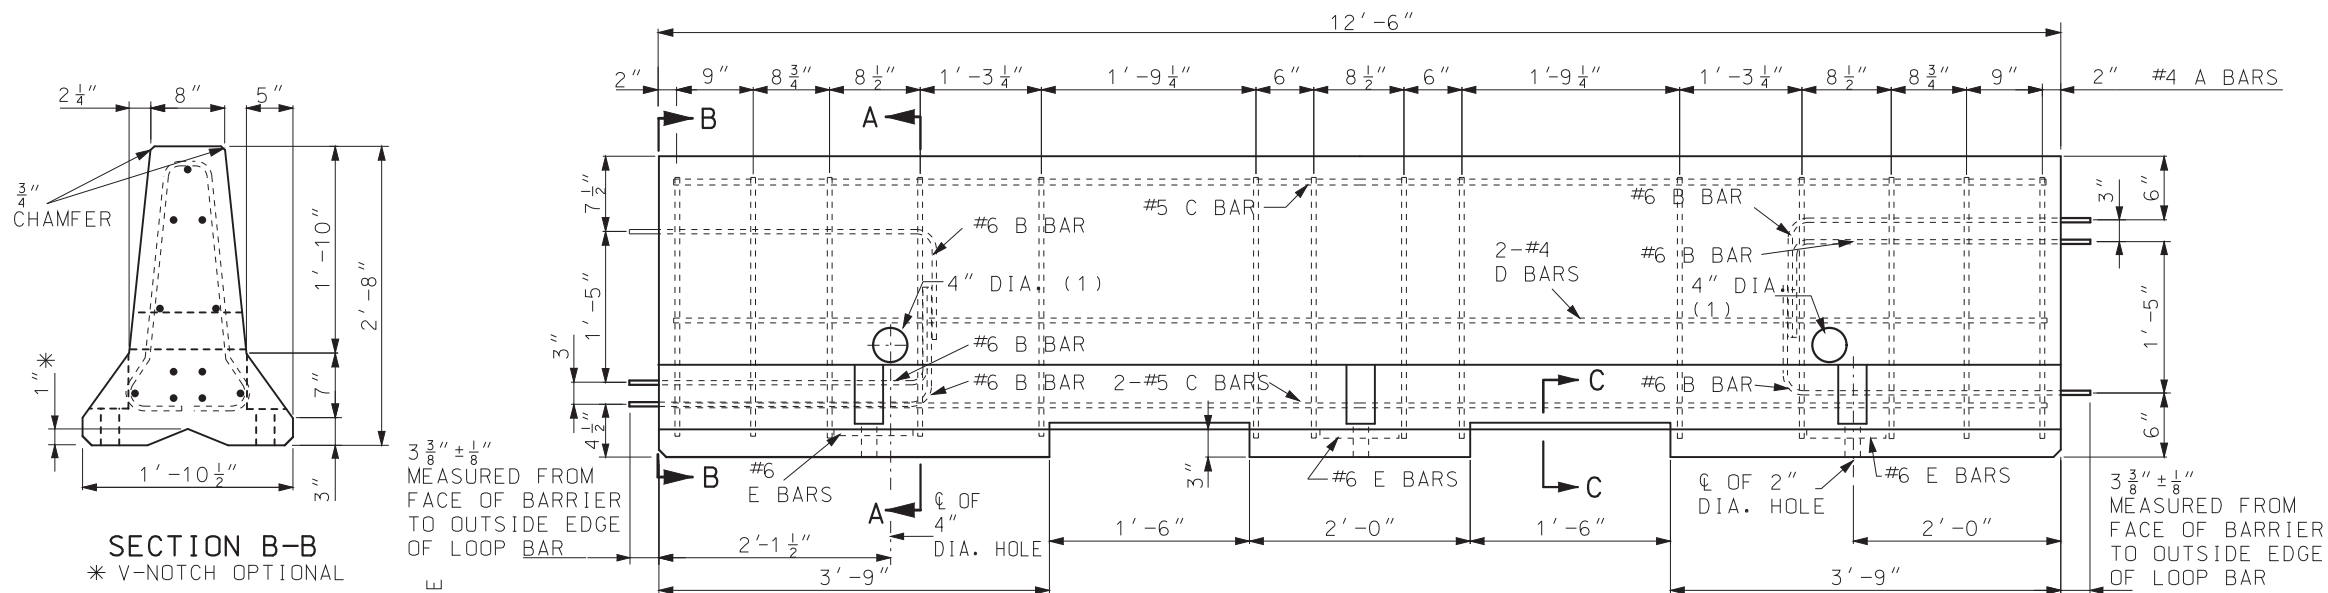 12'-6"
2" 9" 8 3/4" 8 1/2" 1'-3 1/4" 1'-9 1/4" 6" 8 1/2" 6" 1'-9 1/4" 1'-3 1/4" 8 1/2" 8 3/4" 9" 2" #4 A BARS
2 1/4" 8" 5"
B A
3/4"
CHAMFER
1'-10"
2'-8"
1"*
7"
3"
1'-10 1/2"
SECTION B-B
* V-NOTCH OPTIONAL
7 1/2"
1'-5"
3"
4 1/2"
3 3/8" ± 1/8"
MEASURED FROM
FACE OF BARRIER
TO OUTSIDE EDGE
OF LOOP BAR
E
#6 B BAR
4" DIA. (1)
#6 B BAR
#6 B BAR
#5 C BAR
2-#5 C BARS
2-#4
D BARS
#6 B BAR
#6 B BAR
4" DIA.
(1)
#6 B BAR
3"
6"
1'-5"
6"
C
C
B
A
#6
E BARS
℄ OF
4"
DIA. HOLE
3"
#6 E BARS
℄ OF 2"
DIA. HOLE
#6 E BARS
2'-1 1/2"
1'-6"
2'-0"
1'-6"
2'-0"
3'-9"
3'-9"
3 3/8" ± 1/8"
MEASURED FROM
FACE OF BARRIER
TO OUTSIDE EDGE
OF LOOP BAR